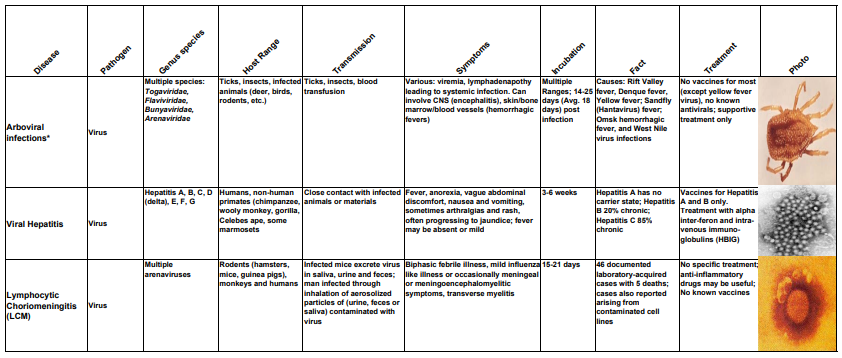 Disease
Pathogen
Genus species
Host Range
Transmission
Symptoms
Incubation
Fact
Treatment
Photo
Arboviral
infections*
Virus
Multiple species:
Togaviridae,
Flaviviridae,
Bunyaviridae,
Arenaviridae
Ticks, insects, infected
animals (deer, birds,
rodents, etc.)
Ticks, insects, blood
transfusion
Various: viremia, lymphadenapothy
leading to systemic infection. Can
involve CNS (encephalitis), skin/bone
marrow/blood vessels (hemorrhagic
fevers)
Mulltiple
Ranges; 14-25
days (Avg. 18
days) post
infection
Causes: Rift Valley
fever, Denque fever,
Yellow fever; Sandfly
(Hantavirus) fever;
Omsk hemorrhagic
fever, and West Nile
virus infections
No vaccines for most
(except yellow fever
virus), no known
antivirals; supportive
treatment only
Viral Hepatitis
Virus
Hepatitis A, B, C, D
(delta), E, F, G
Humans, non-human
primates (chimpanzee,
wooly monkey, gorilla,
Celebes ape, some
marmosets
Close contact with infected
animals or materials
Fever, anorexia, vague abdominal
discomfort, nausea and vomiting,
sometimes arthralgias and rash,
often progressing to jaundice; fever
may be absent or mild
3-6 weeks
Hepatitis A has no
carrier state; Hepatitis
B 20% chronic;
Hepatitis C 85%
chronic
Vaccines for Hepatitis
A and B only.
Treatment with alpha
inter-feron and intra-
venous immuno-
globulins (HBIG)
Lymphocytic
Choriomeningitis
(LCM)
Virus
Multiple
arenaviruses
Rodents (hamsters,
mice, guinea pigs),
monkeys and humans
Infected mice excrete virus
in saliva, urine and feces;
man infected through
inhalation of aerosolized
particles of (urine, feces or
saliva) contaminated with
virus
Biphasic febrile illness, mild influenza
like illness or occasionally meningeal
or meningoencephalomyelitic
symptoms, transverse myelitis
15-21 days
46 documented
laboratory-acquired
cases with 5 deaths;
cases also reported
arising from
contaminated cell
lines
No specific treatment;
anti-inflammatory
drugs may be useful;
No known vaccines